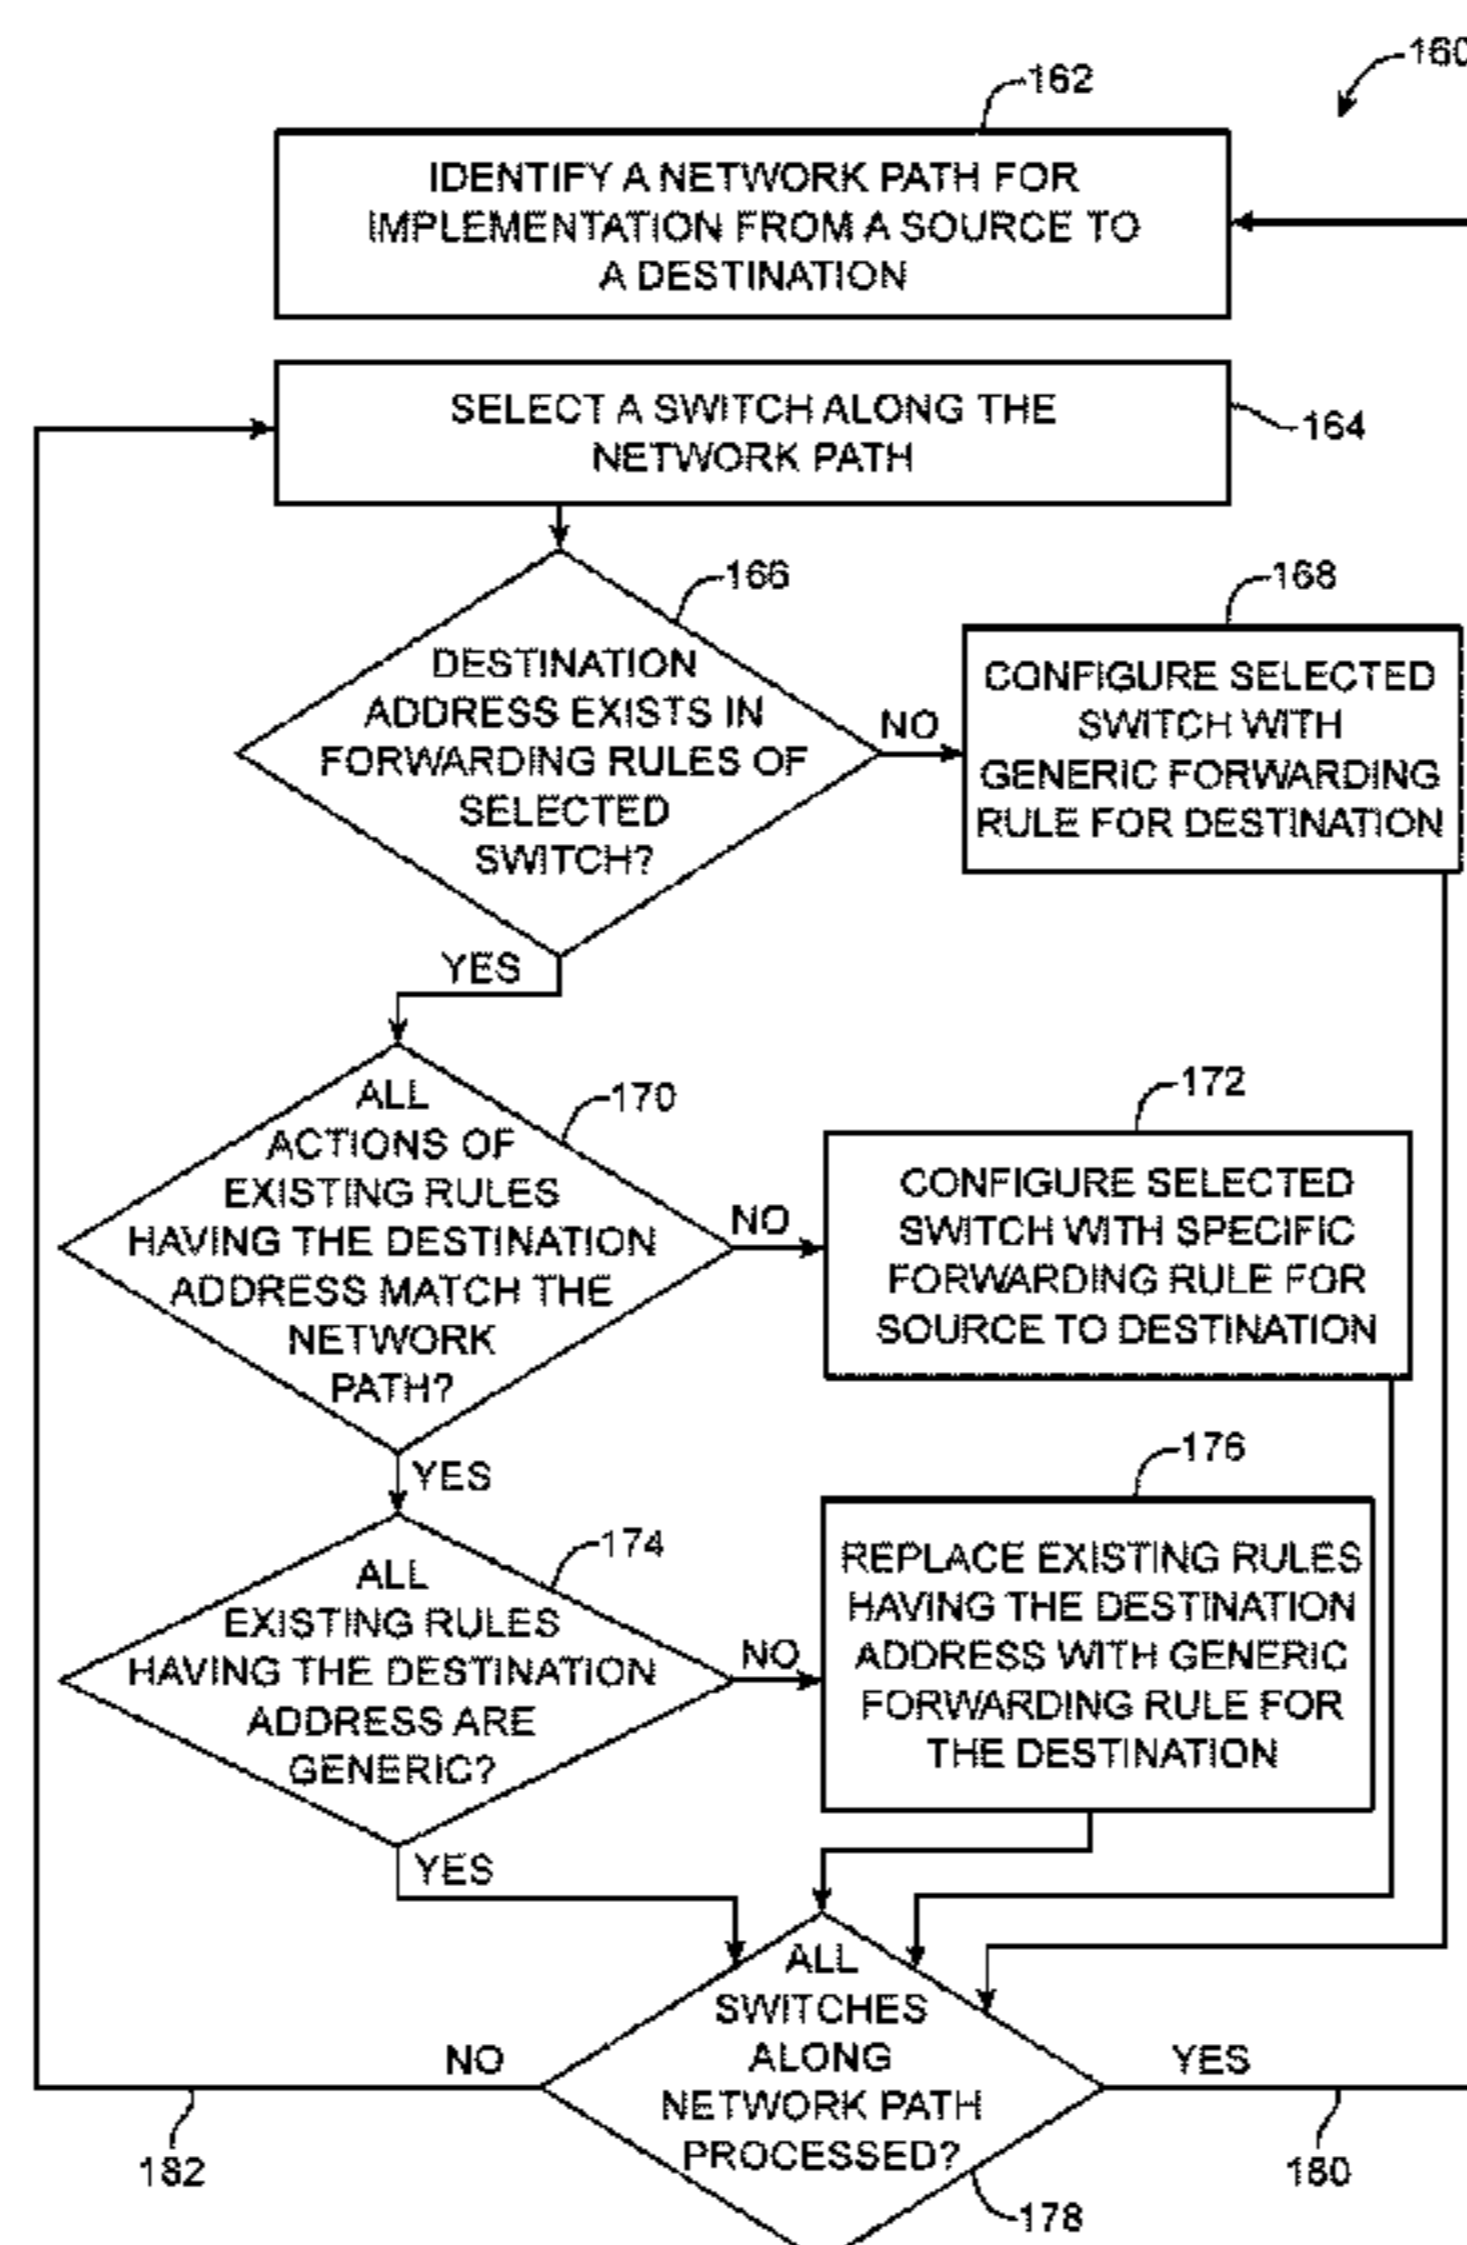 160
162
IDENTIFY A NETWORK PATH FOR
IMPLEMENTATION FROM A SOURCE TO
A DESTINATION
SELECT A SWITCH ALONG THE
NETWORK PATH
164
166
DESTINATION
ADDRESS EXISTS IN
FORWARDING RULES OF
SELECTED
SWITCH?
NO
168
CONFIGURE SELECTED
SWITCH WITH
GENERIC FORWARDING
RULE FOR DESTINATION
YES
170
ALL
ACTIONS OF
EXISTING RULES
HAVING THE DESTINATION
ADDRESS MATCH THE
NETWORK
PATH?
NO
172
CONFIGURE SELECTED
SWITCH WITH SPECIFIC
FORWARDING RULE FOR
SOURCE TO DESTINATION
YES
174
ALL
EXISTING RULES
HAVING THE DESTINATION
ADDRESS ARE
GENERIC?
NO
176
REPLACE EXISTING RULES
HAVING THE DESTINATION
ADDRESS WITH GENERIC
FORWARDING RULE FOR
THE DESTINATION
YES
ALL
SWITCHES
ALONG
NETWORK PATH
PROCESSED?
NO
YES
182
180
178